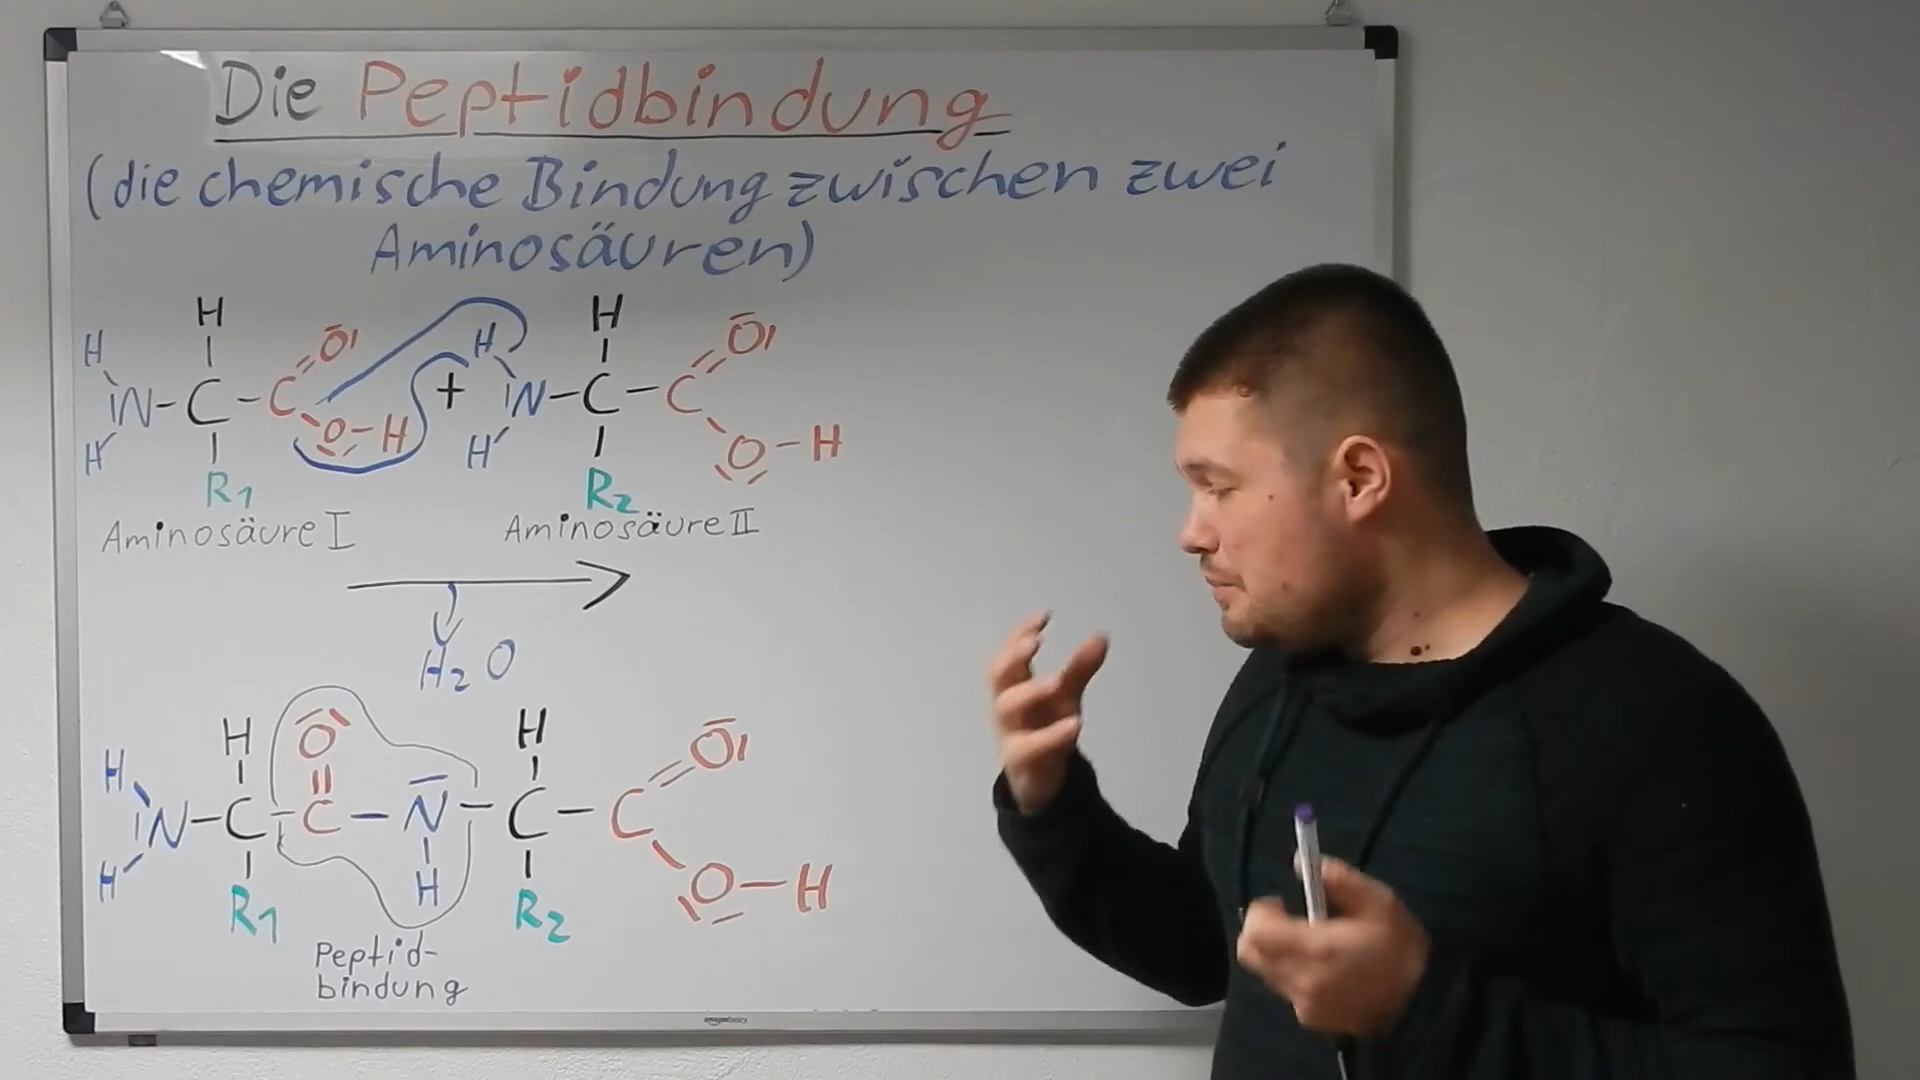 Die Peptidbindung
(die chemische Bindung zwischen zwei
Aminosäuren)
H H
H O H O
N-C-C + N-C-C
H O-H H O-H
R1 R2
Aminosäure I Aminosäure II
H2O
H O H O
H
N-C-C-N-C-C
H H O-H
R1 R2
Peptid-
bindung